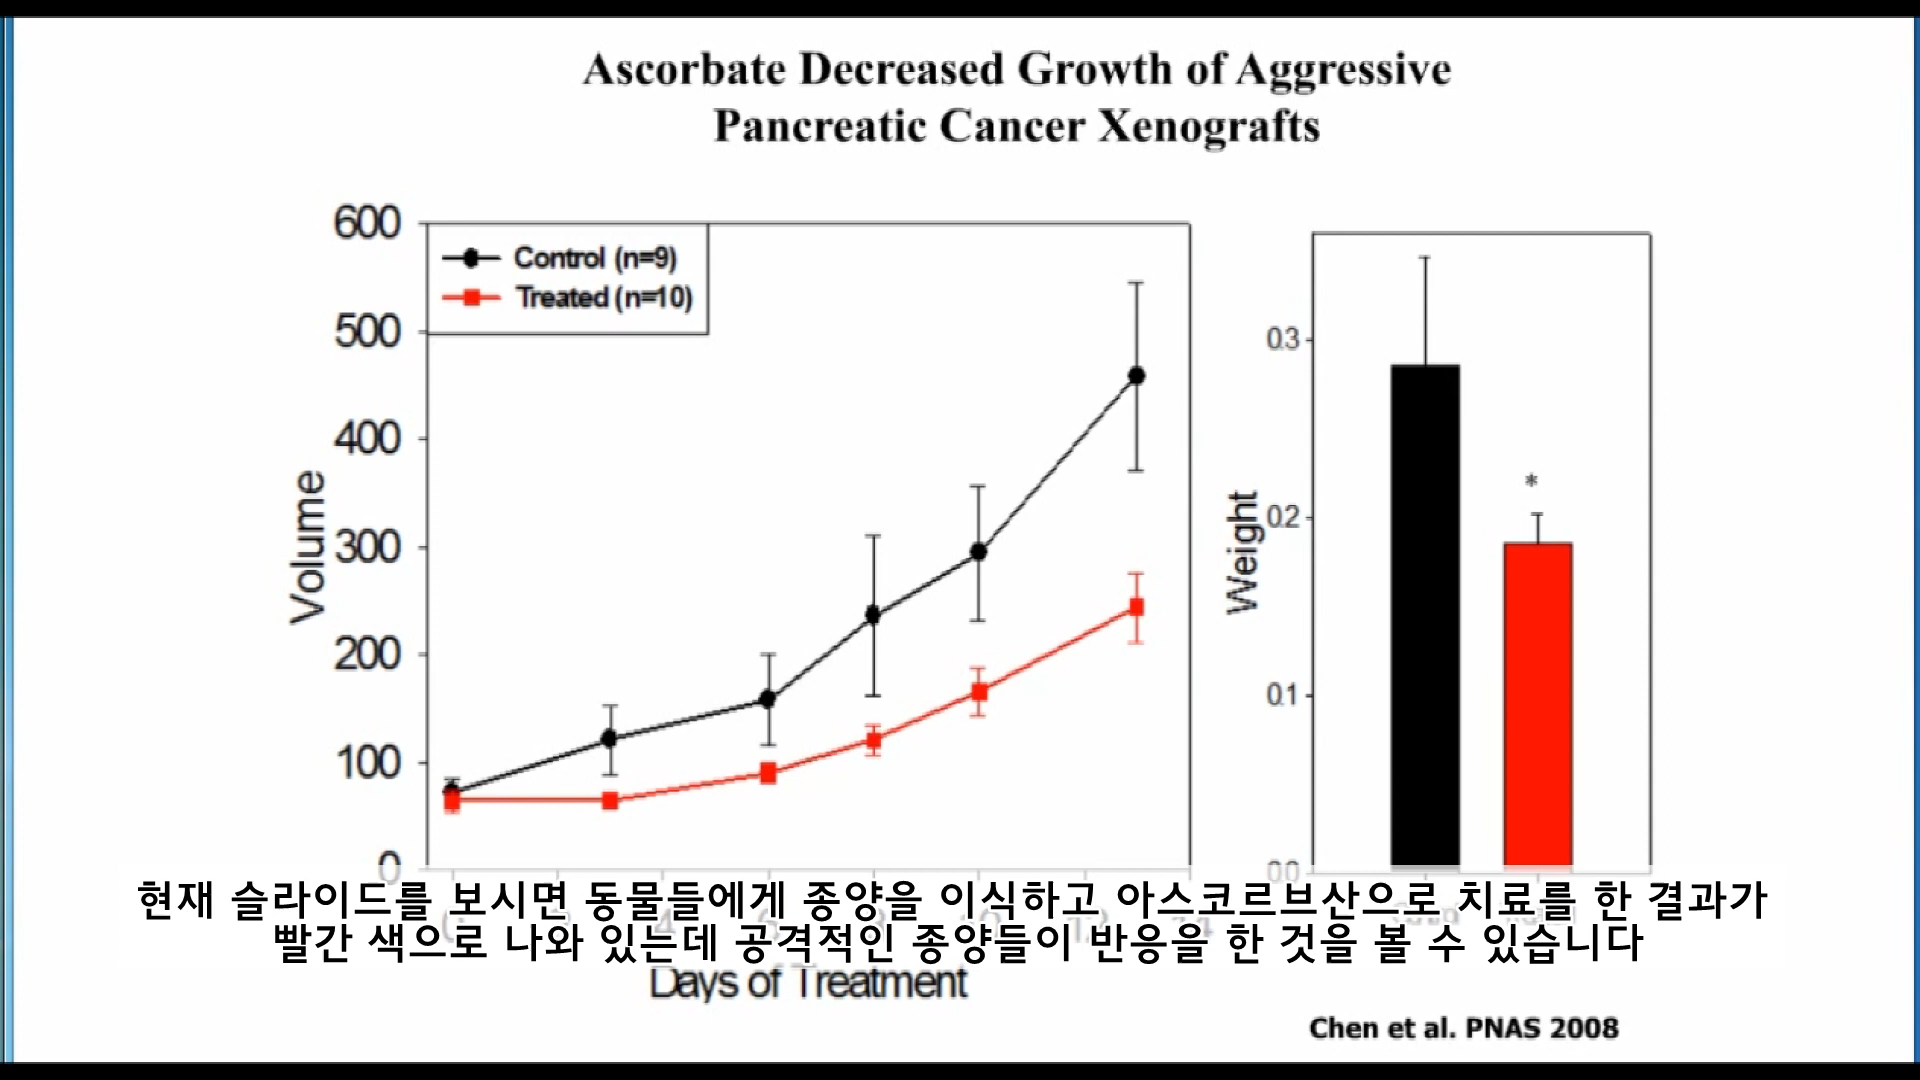 Ascorbate Decreased Growth of Aggressive
Pancreatic Cancer Xenografts
600
500
400
300
200
100
0
Volume
Control (n=9)
Treated (n=10)
Days of Treatment
Weight
0.3
0.2
0.1
0.0
*
현재 슬라이드를 보시면 동물들에게 종양을 이식하고 아스코르브산으로 치료를 한 결과가
빨간 색으로 나와 있는데 공격적인 종양들이 반응을 한 것을 볼 수 있습니다
Chen et al. PNAS 2008